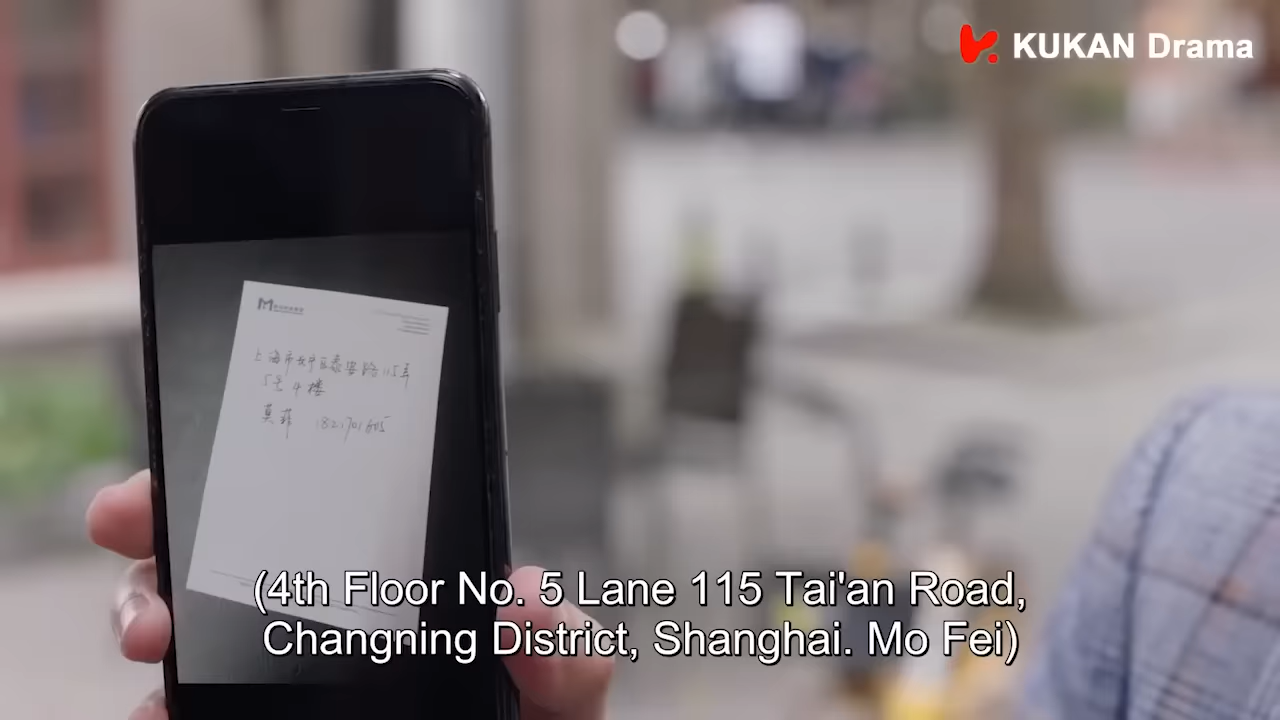 KUKAN Drama
M
上海市长宁区泰安路115弄
5号4楼
莫菲
(4th Floor No. 5 Lane 115 Tai'an Road,
Changning District, Shanghai. Mo Fei)